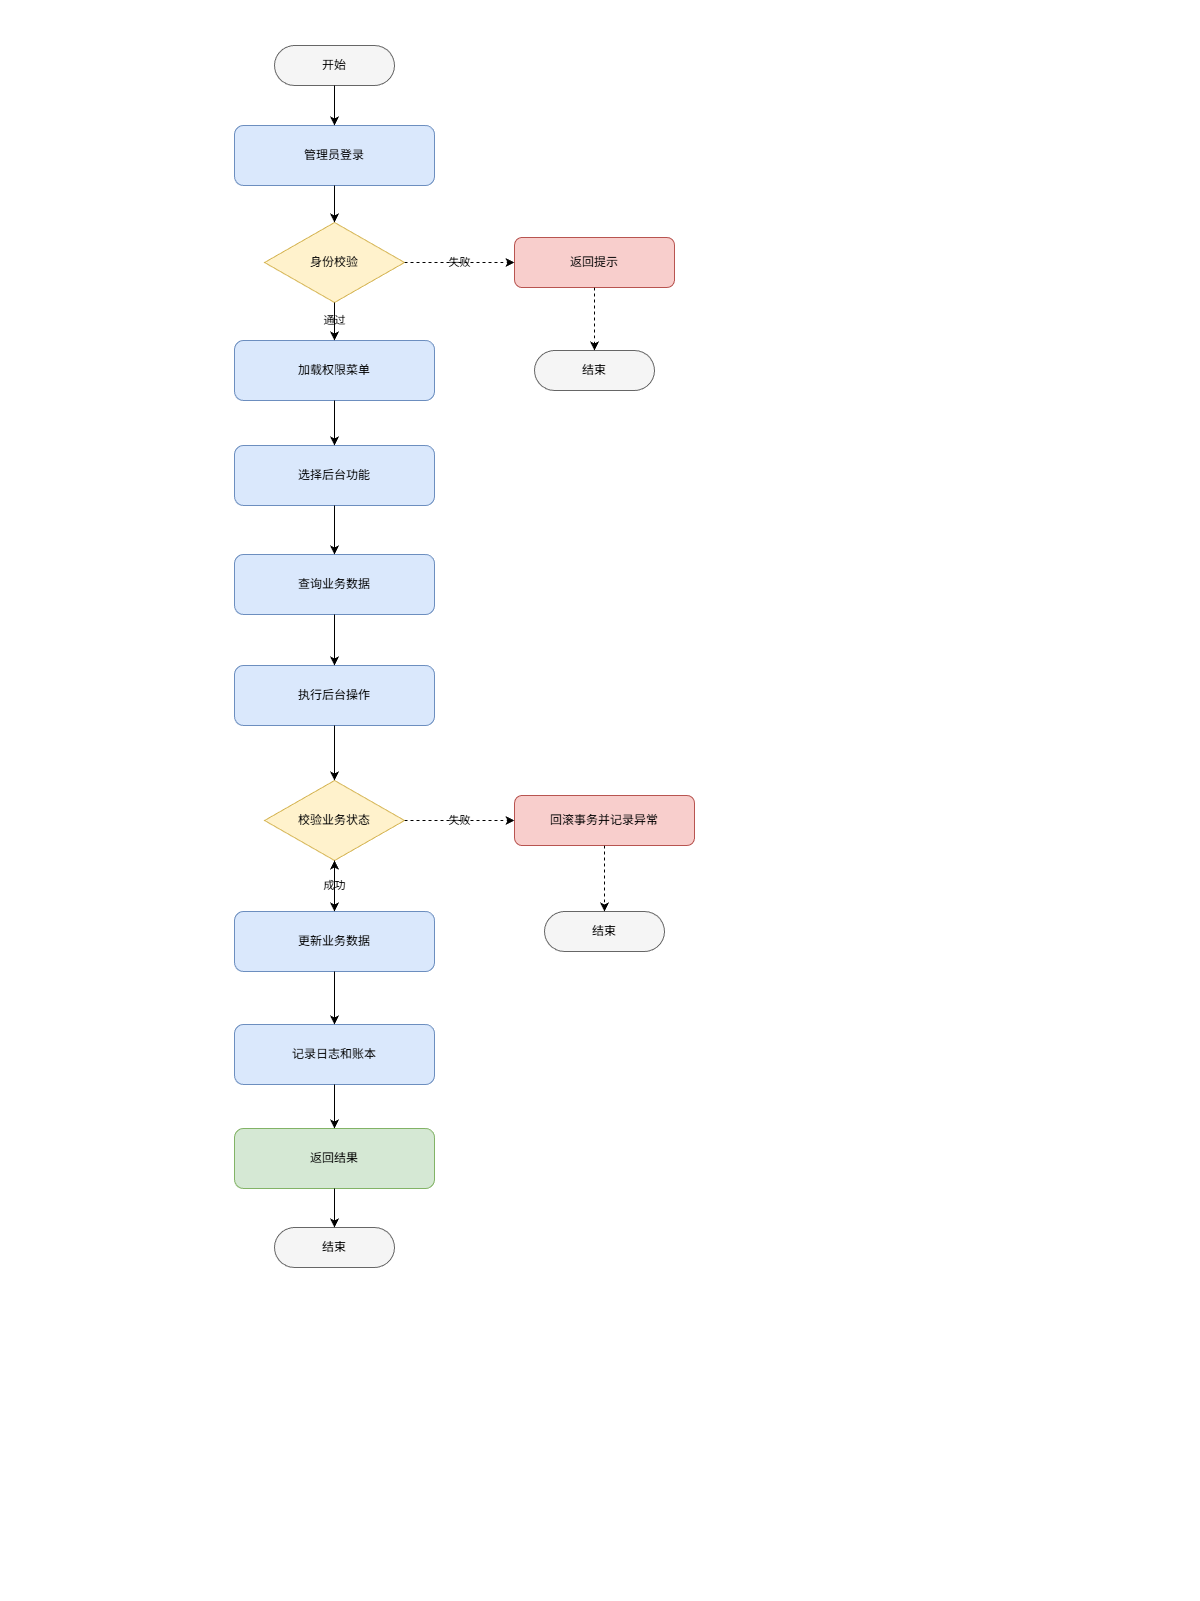 开始
管理员登录
身份校验
失败
返回提示
通过
加载权限菜单
结束
选择后台功能
查询业务数据
执行后台操作
校验业务状态
失败
回滚事务并记录异常
成功
更新业务数据
结束
记录日志和账本
返回结果
结束